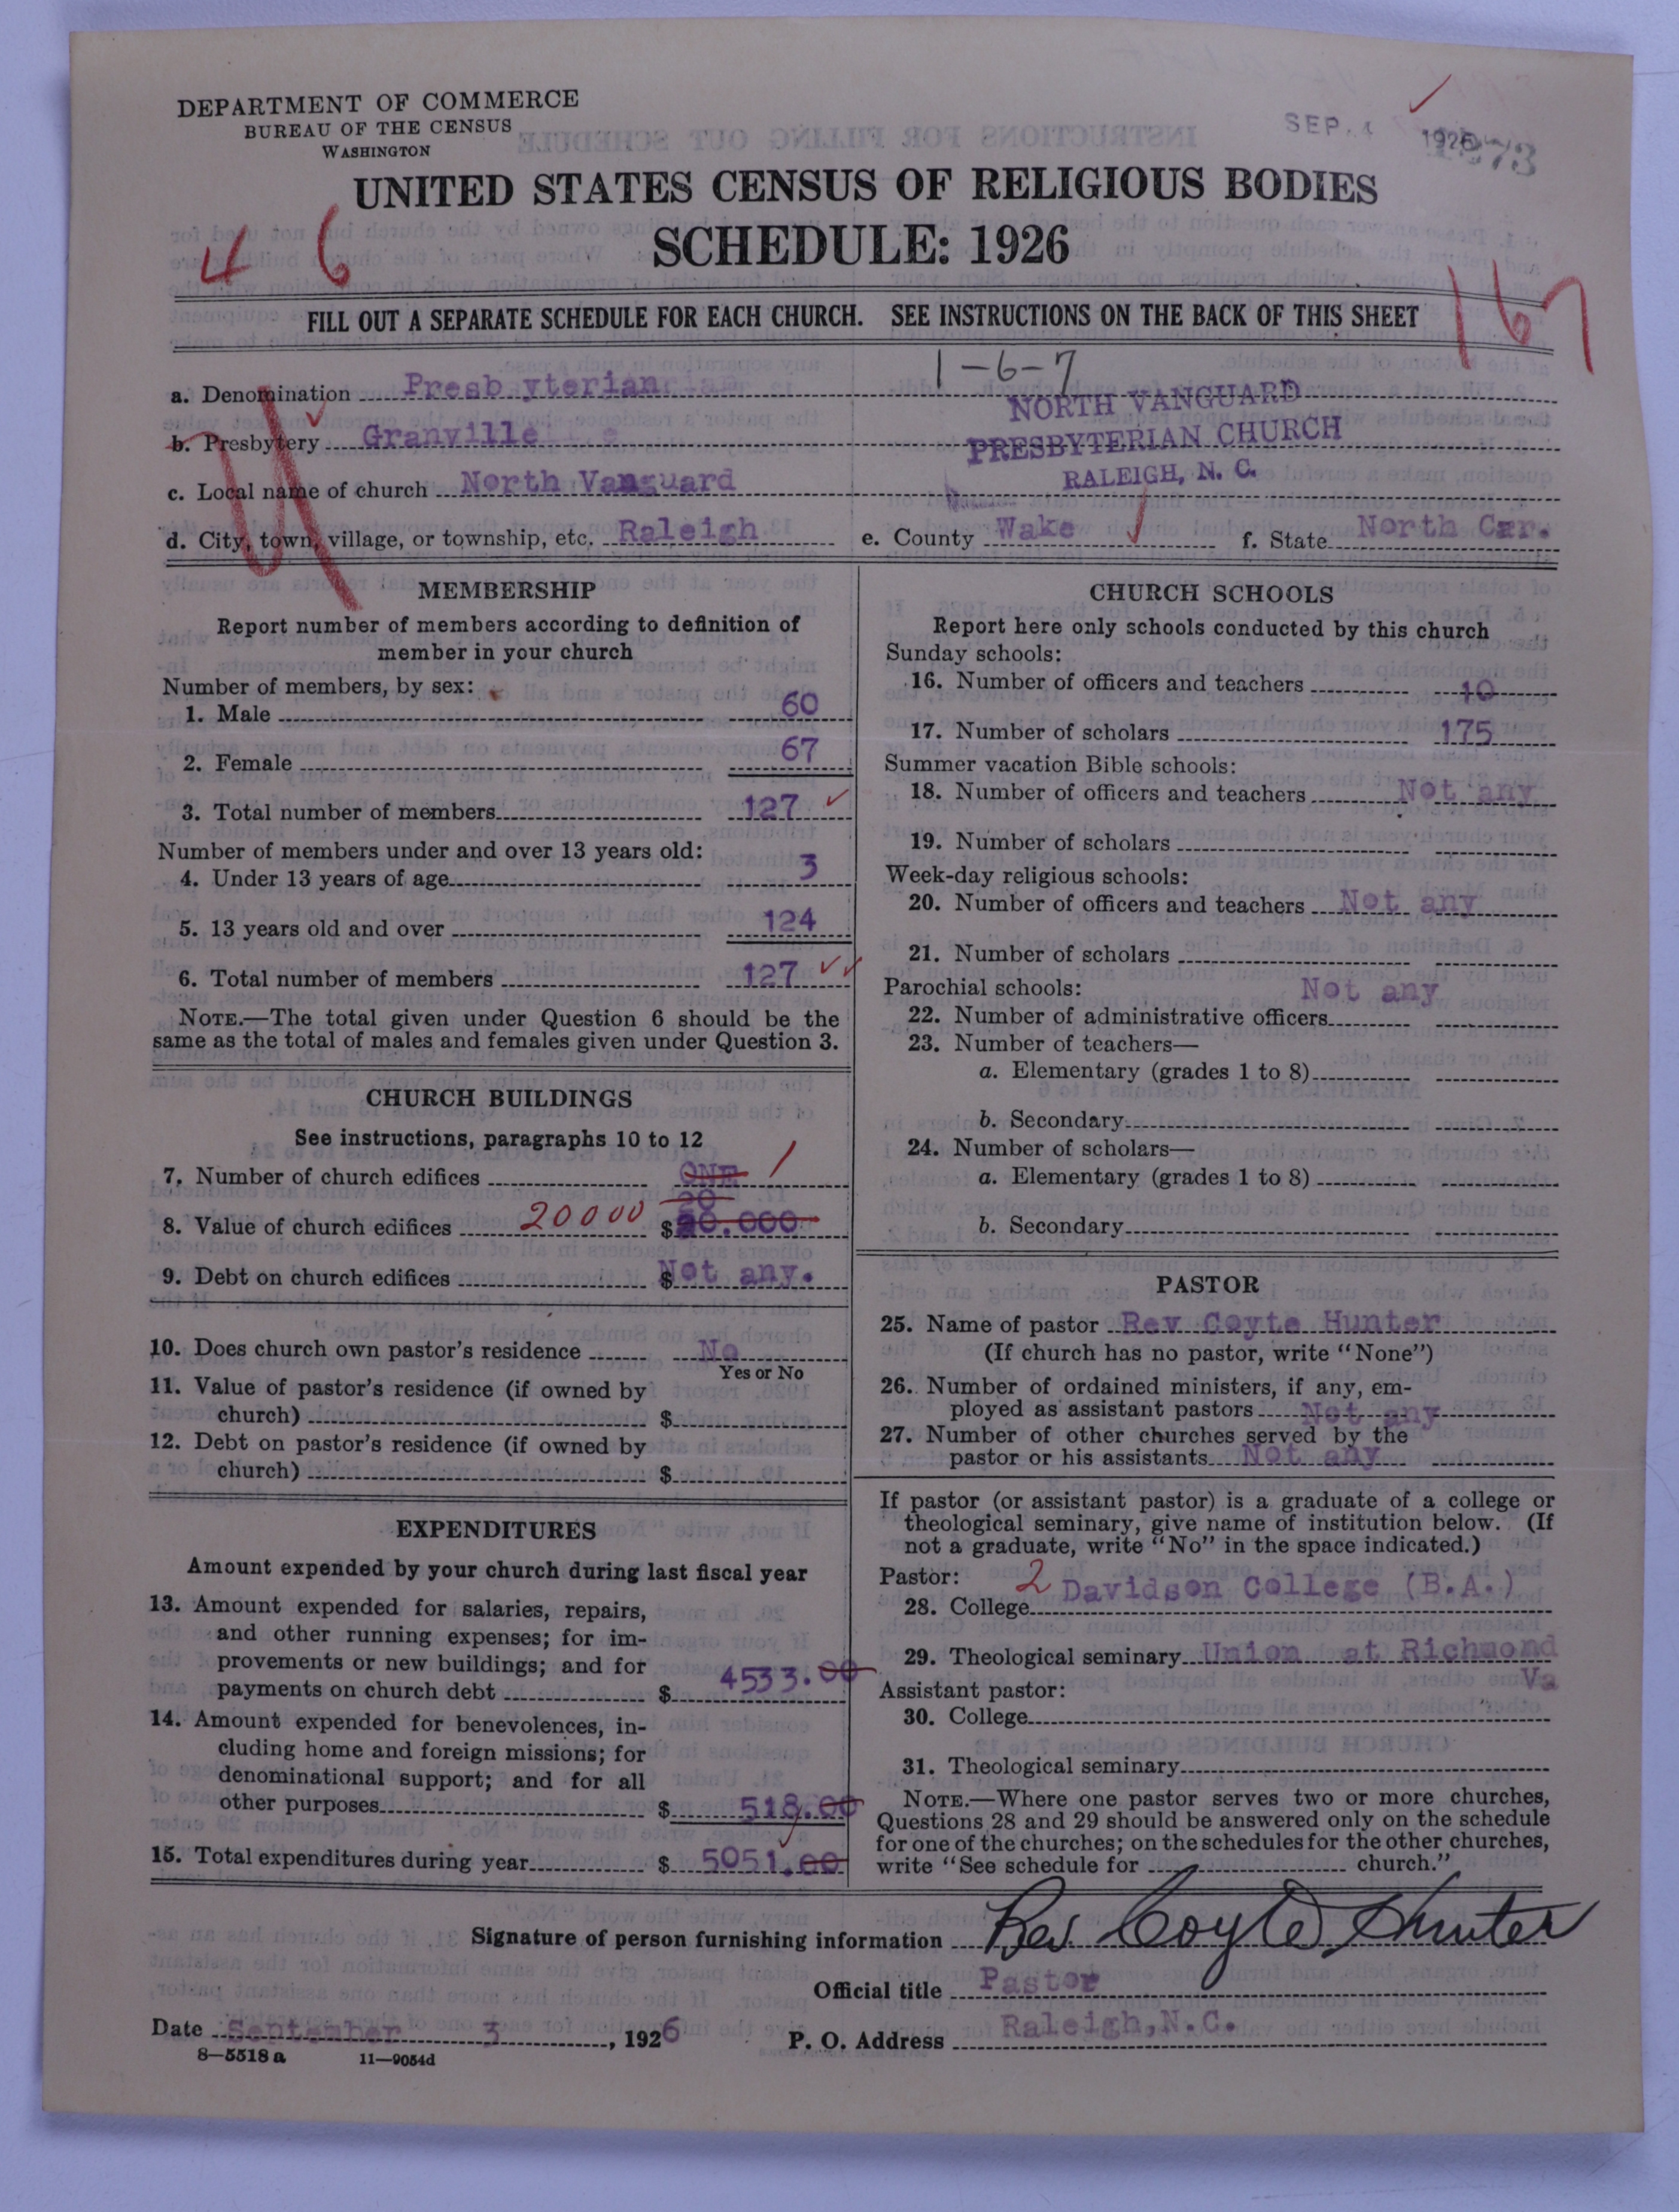 DEPARTMENT OF COMMERCE
BUREAU OF THE CENSUS
WASHINGTON
SEP. 4 1926
UNITED STATES CENSUS OF RELIGIOUS BODIES
SCHEDULE: 1926
4 6
FILL OUT A SEPARATE SCHEDULE FOR EACH CHURCH. SEE INSTRUCTIONS ON THE BACK OF THIS SHEET
167
1-6-7
a. Denomination Presbyterian
NORTH VANGUARD
b. Presbytery Granville
PRESBYTERIAN CHURCH
RALEIGH, N. C.
c. Local name of church North Vanguard
d. City, town, village, or township, etc. Raleigh e. County Wake f. State North Car.
MEMBERSHIP
Report number of members according to definition of
member in your church
Number of members, by sex:
1. Male 60
2. Female 67
3. Total number of members 127
Number of members under and over 13 years old:
4. Under 13 years of age 3
5. 13 years old and over 124
6. Total number of members 127
NOTE.—The total given under Question 6 should be the
same as the total of males and females given under Question 3.
CHURCH BUILDINGS
See instructions, paragraphs 10 to 12
7. Number of church edifices ONE 1
20
8. Value of church edifices 20000 $20.000
9. Debt on church edifices $ Not any.
10. Does church own pastor's residence No
Yes or No
11. Value of pastor's residence (if owned by
church) $
12. Debt on pastor's residence (if owned by
church) $
EXPENDITURES
Amount expended by your church during last fiscal year
13. Amount expended for salaries, repairs,
and other running expenses; for im-
provements or new buildings; and for
payments on church debt $ 4533.00
14. Amount expended for benevolences, in-
cluding home and foreign missions; for
denominational support; and for all
other purposes $ 518.00
15. Total expenditures during year $ 5051.00
CHURCH SCHOOLS
Report here only schools conducted by this church
Sunday schools:
16. Number of officers and teachers 10
17. Number of scholars 175
Summer vacation Bible schools:
18. Number of officers and teachers Not any
19. Number of scholars
Week-day religious schools:
20. Number of officers and teachers Not any
21. Number of scholars
Parochial schools: Not any
22. Number of administrative officers
23. Number of teachers—
a. Elementary (grades 1 to 8)
b. Secondary
24. Number of scholars—
a. Elementary (grades 1 to 8)
b. Secondary
PASTOR
25. Name of pastor Rev Coyte Hunter
(If church has no pastor, write "None")
26. Number of ordained ministers, if any, em-
ployed as assistant pastors Not any
27. Number of other churches served by the
pastor or his assistants Not any
If pastor (or assistant pastor) is a graduate of a college or
theological seminary, give name of institution below. (If
not a graduate, write "No" in the space indicated.)
Pastor:
28. College 2 Davidson College (B.A.)
29. Theological seminary Union at Richmond
Va
Assistant pastor:
30. College
31. Theological seminary
NOTE.—Where one pastor serves two or more churches,
Questions 28 and 29 should be answered only on the schedule
for one of the churches; on the schedules for the other churches,
write "See schedule for church."
Signature of person furnishing information Rev Coyte Hunter
Official title Pastor
Date September 3, 1926 P. O. Address Raleigh,N.C.
8—5518 a 11—9054d